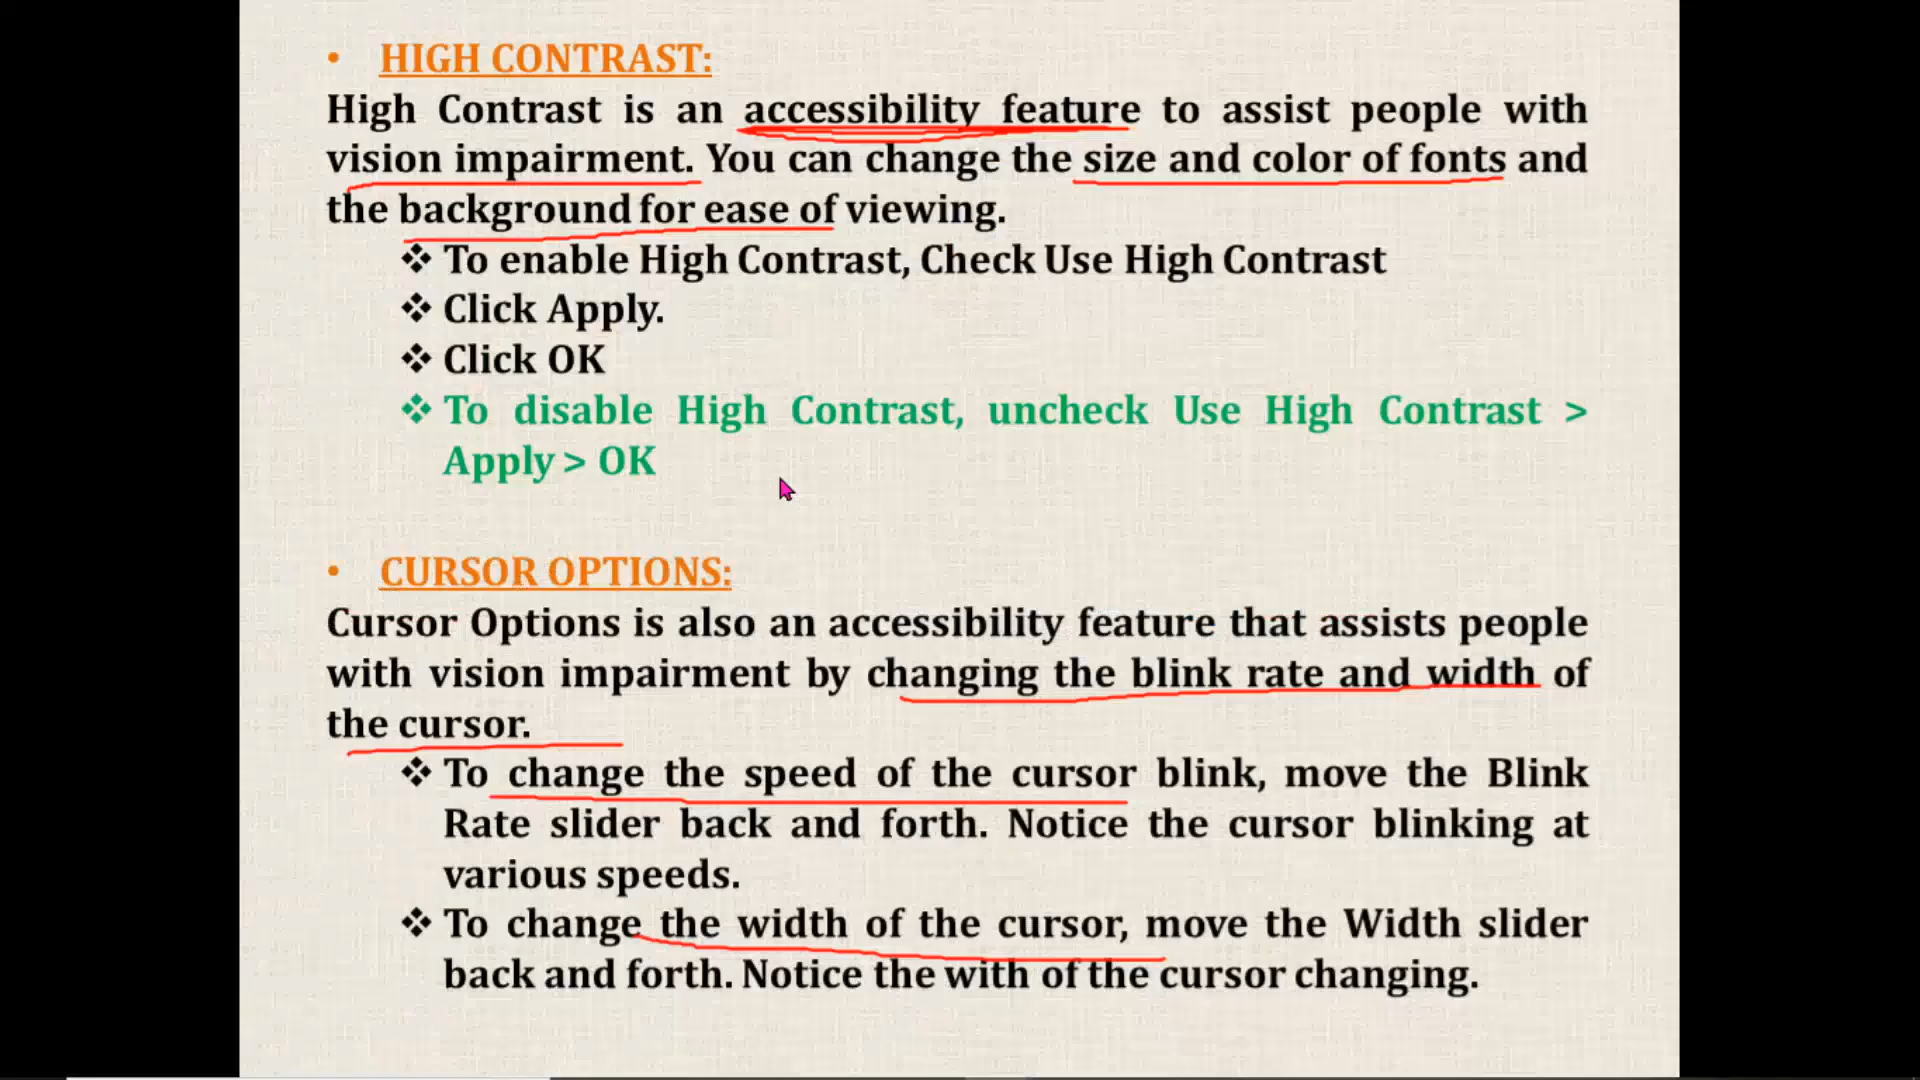 • HIGH CONTRAST:
High Contrast is an accessibility feature to assist people with
vision impairment. You can change the size and color of fonts and
the background for ease of viewing.
❖ To enable High Contrast, Check Use High Contrast
❖ Click Apply.
❖ Click OK
❖ To disable High Contrast, uncheck Use High Contrast >
Apply > OK
• CURSOR OPTIONS:
Cursor Options is also an accessibility feature that assists people
with vision impairment by changing the blink rate and width of
the cursor.
❖ To change the speed of the cursor blink, move the Blink
Rate slider back and forth. Notice the cursor blinking at
various speeds.
❖ To change the width of the cursor, move the Width slider
back and forth. Notice the with of the cursor changing.